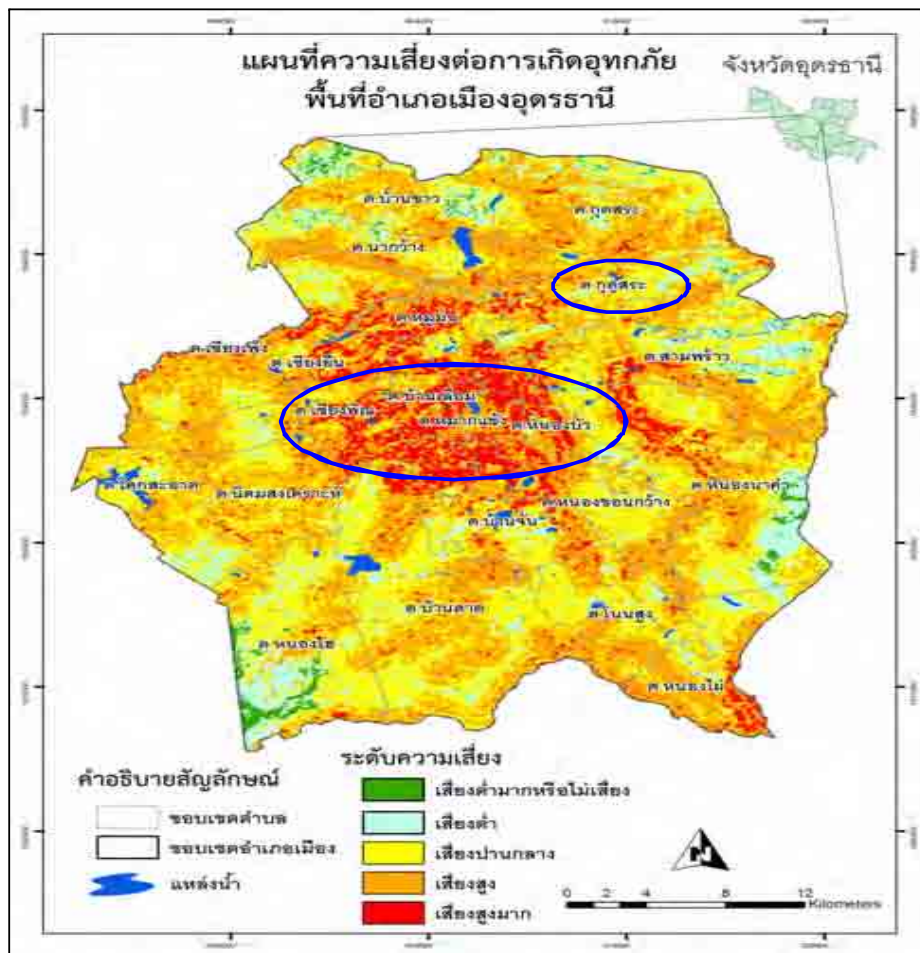 แผนที่ความเสี่ยงต่อการเกิดอุทกภัย
พื้นที่อำเภอเมืองอุดรธานี
จังหวัดอุดรธานี
ต.บ้านขาว
ต.กุดสระ
ต.นากว้าง
ต.กุดสระ
ต.หมูม่น
ต.เชียงยืน
ต.สามพร้าว
ต.บ้านเลื่อม
ต.เชียงพิณ
ต.หมากแข้ง
ต.หนองบัว
ต.โคกสะอาด
ต.นิคมสงเคราะห์
ต.หนองนาคำ
ต.หนองขอนกว้าง
ต.บ้านจั่น
ต.บ้านตาด
ต.โนนสูง
ต.หนองไฮ
ต.หนองไผ่
คำอธิบายสัญลักษณ์
ขอบเขตตำบล
ขอบเขตอำเภอเมือง
แหล่งน้ำ
ระดับความเสี่ยง
เสี่ยงต่ำมากหรือไม่เสี่ยง
เสี่ยงต่ำ
เสี่ยงปานกลาง
เสี่ยงสูง
เสี่ยงสูงมาก
N
0 2 4 8 12
Kilometers